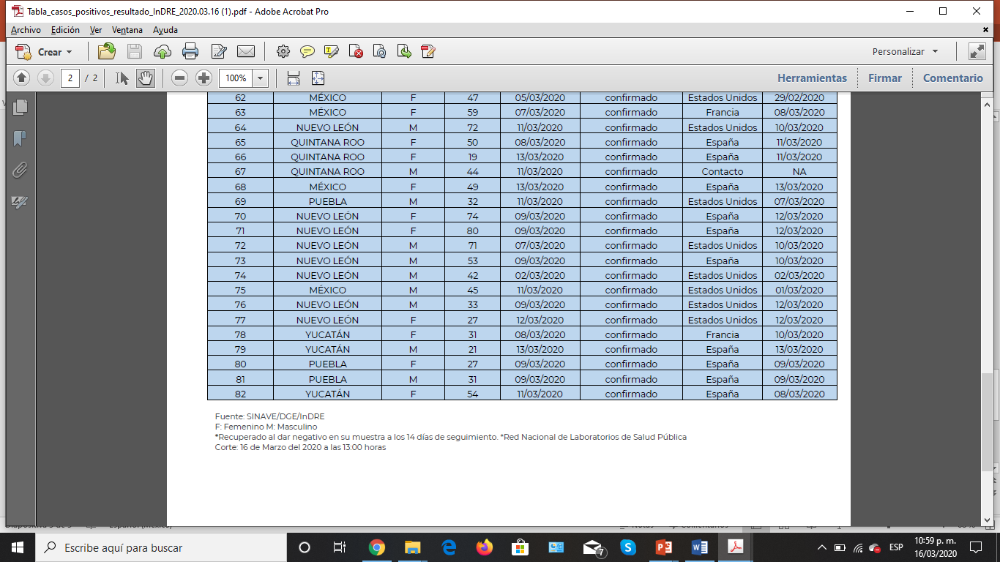 Tabla_casos_positivos_resultado_InDRE_2020.03.16 (1).pdf - Adobe Acrobat Pro
Archivo Edición Ver Ventana Ayuda
Crear Personalizar
2 / 2 100% Herramientas Firmar Comentario
62 MÉXICO F 47 05/03/2020 confirmado Estados Unidos 29/02/2020
63 MÉXICO F 59 07/03/2020 confirmado Francia 08/03/2020
64 NUEVO LEÓN M 72 11/03/2020 confirmado Estados Unidos 10/03/2020
65 QUINTANA ROO F 50 08/03/2020 confirmado España 11/03/2020
66 QUINTANA ROO F 19 13/03/2020 confirmado España 11/03/2020
67 QUINTANA ROO M 44 11/03/2020 confirmado Contacto NA
68 MÉXICO F 49 13/03/2020 confirmado España 13/03/2020
69 PUEBLA M 32 11/03/2020 confirmado Estados Unidos 07/03/2020
70 NUEVO LEÓN F 74 09/03/2020 confirmado España 12/03/2020
71 NUEVO LEÓN F 80 09/03/2020 confirmado España 12/03/2020
72 NUEVO LEÓN M 71 07/03/2020 confirmado Estados Unidos 10/03/2020
73 NUEVO LEÓN M 53 09/03/2020 confirmado España 10/03/2020
74 NUEVO LEÓN M 42 02/03/2020 confirmado Estados Unidos 02/03/2020
75 MÉXICO M 45 11/03/2020 confirmado Estados Unidos 01/03/2020
76 NUEVO LEÓN M 33 09/03/2020 confirmado Estados Unidos 12/03/2020
77 NUEVO LEÓN F 27 12/03/2020 confirmado Estados Unidos 12/03/2020
78 YUCATÁN F 31 08/03/2020 confirmado Francia 10/03/2020
79 YUCATÁN M 21 13/03/2020 confirmado España 13/03/2020
80 PUEBLA F 27 09/03/2020 confirmado España 09/03/2020
81 PUEBLA M 31 09/03/2020 confirmado España 09/03/2020
82 YUCATÁN F 54 11/03/2020 confirmado España 08/03/2020
Fuente: SINAVE/DGE/InDRE
F: Femenino M: Masculino
*Recuperado al dar negativo en su muestra a los 14 días de seguimiento. *Red Nacional de Laboratorios de Salud Pública
Corte: 16 de Marzo del 2020 a las 13:00 horas
Escribe aquí para buscar 7 ESP 10:59 p. m.
16/03/2020